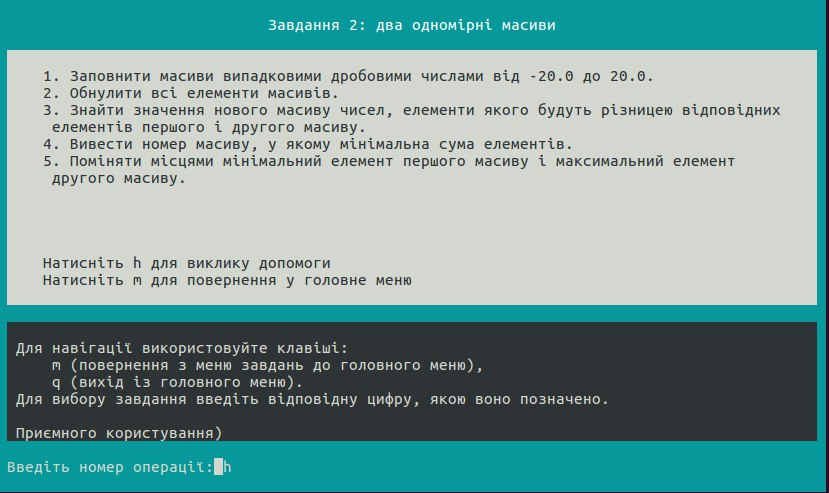 Завдання 2: два одномірні масиви
1. Заповнити масиви випадковими дробовими числами від -20.0 до 20.0.
2. Обнулити всі елементи масивів.
3. Знайти значення нового масиву чисел, елементи якого будуть різницею відповідних
елементів першого і другого масиву.
4. Вивести номер масиву, у якому мінімальна сума елементів.
5. Поміняти місцями мінімальний елемент першого масиву і максимальний елемент
другого масиву.
Натисніть h для виклику допомоги
Натисніть m для повернення у головне меню
Для навігації використовуйте клавіші:
m (повернення з меню завдань до головного меню),
q (вихід із головного меню).
Для вибору завдання введіть відповідну цифру, якою воно позначено.
Приємного користування)
Введіть номер операції: h